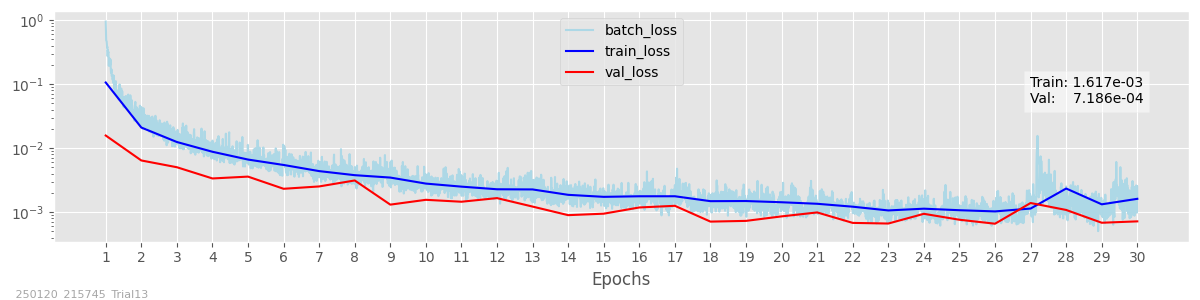 10^0
10^-1
10^-2
10^-3
batch_loss
train_loss
val_loss
Train: 1.617e-03
Val: 7.186e-04
1 2 3 4 5 6 7 8 9 10 11 12 13 14 15 16 17 18 19 20 21 22 23 24 25 26 27 28 29 30
Epochs
250120_215745_Trial13